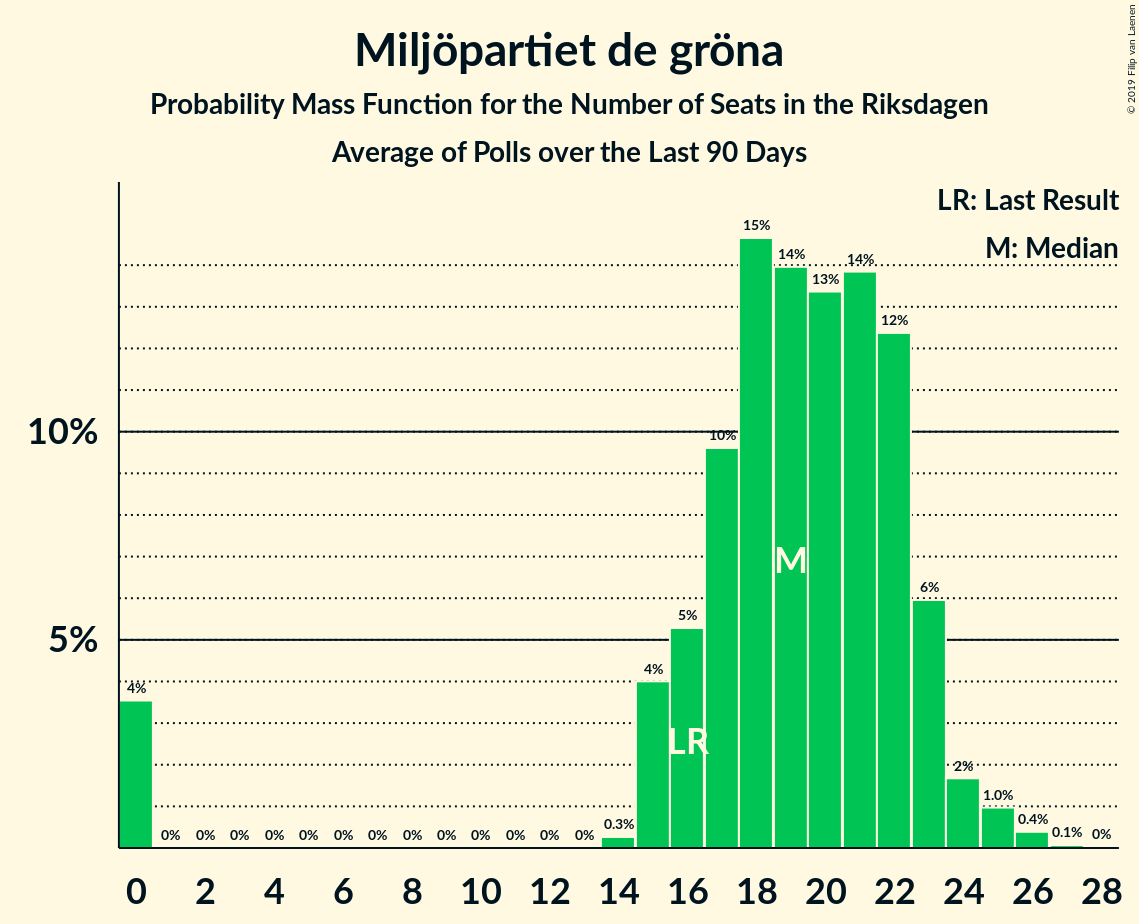 © 2019 Filip van Laenen
Miljöpartiet de gröna
Probability Mass Function for the Number of Seats in the Riksdagen
Average of Polls over the Last 90 Days
LR: Last Result
M: Median
10%
5%
4% 0% 0% 0% 0% 0% 0% 0% 0% 0% 0% 0% 0% 0% 0.3% 4% 5% 10% 15% 14% 13% 14% 12% 6% 2% 1.0% 0.4% 0.1% 0%
M
LR
0 2 4 6 8 10 12 14 16 18 20 22 24 26 28